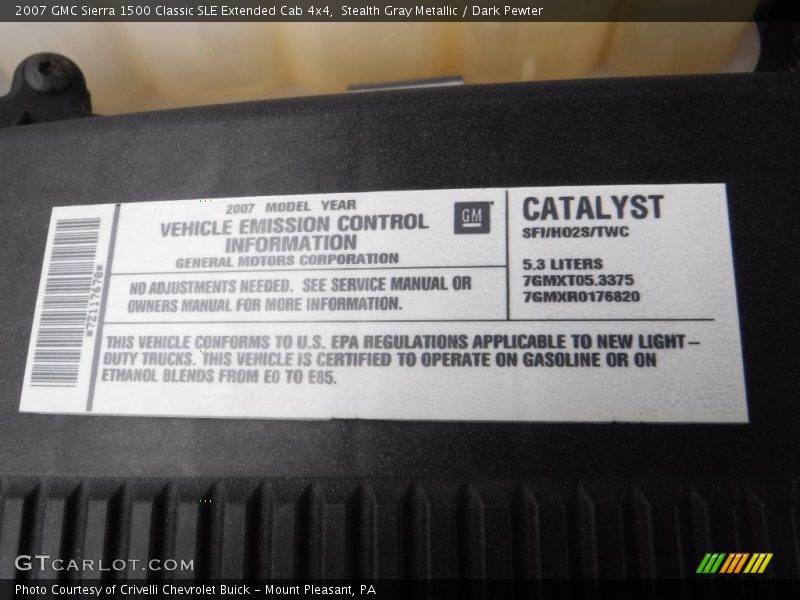 2007 GMC Sierra 1500 Classic SLE Extended Cab 4x4, Stealth Gray Metallic / Dark Pewter
2007 MODEL YEAR
VEHICLE EMISSION CONTROL
INFORMATION
GENERAL MOTORS CORPORATION
GM
NO ADJUSTMENTS NEEDED. SEE SERVICE MANUAL OR
OWNERS MANUAL FOR MORE INFORMATION.
CATALYST
SFI/HO2S/TWC
5.3 LITERS
7GMXT05.3375
7GMXR0176820
*72117670*
THIS VEHICLE CONFORMS TO U.S. EPA REGULATIONS APPLICABLE TO NEW LIGHT–
DUTY TRUCKS. THIS VEHICLE IS CERTIFIED TO OPERATE ON GASOLINE OR ON
ETHANOL BLENDS FROM E0 TO E85.
GTCARLOT.COM
Photo Courtesy of Crivelli Chevrolet Buick – Mount Pleasant, PA